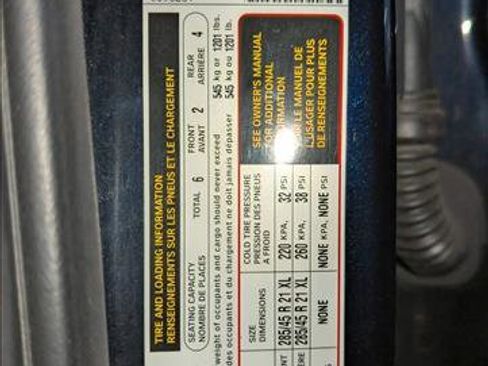 TIRE AND LOADING INFORMATION
RENSEIGNEMENTS SUR LES PNEUS ET LE CHARGEMENT
SEATING CAPACITY
NOMBRE DE PLACES
TOTAL 6
FRONT
AVANT 2
REAR
ARRIÈRE 4
weight of occupants and cargo should never exceed 545 kg or 1201 lbs.
des occupants et du chargement ne doit jamais dépasser 545 kg ou 1201 lb.
SIZE
DIMENSIONS
COLD TIRE PRESSURE
PRESSION DES PNEUS
A FROID
285/45 R 21 XL 220 KPA, 32 PSI
285/45 R 21 XL 260 KPA, 38 PSI
NONE NONE KPA, NONE PSI
SEE OWNER'S MANUAL
FOR ADDITIONAL
LE MANUEL DE
L'USAGER POUR PLUS
DE RENSEIGNEMENTS